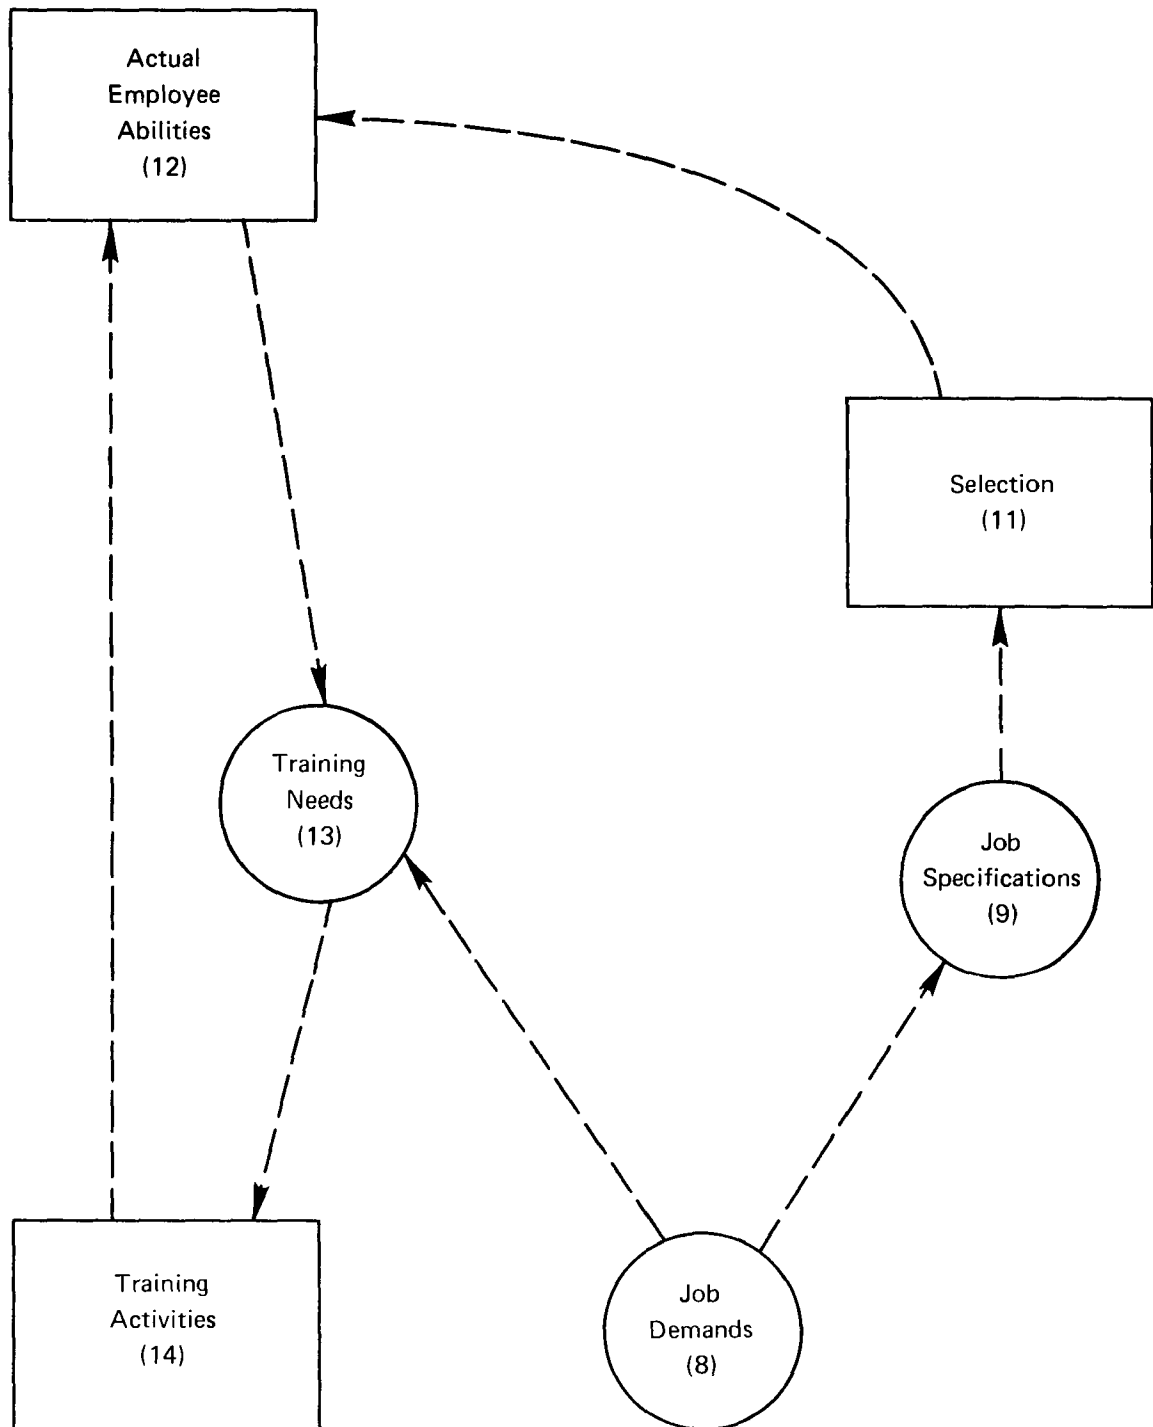 Actual
Employee
Abilities
(12)
Selection
(11)
Training
Needs
(13)
Job
Specifications
(9)
Training
Activities
(14)
Job
Demands
(8)